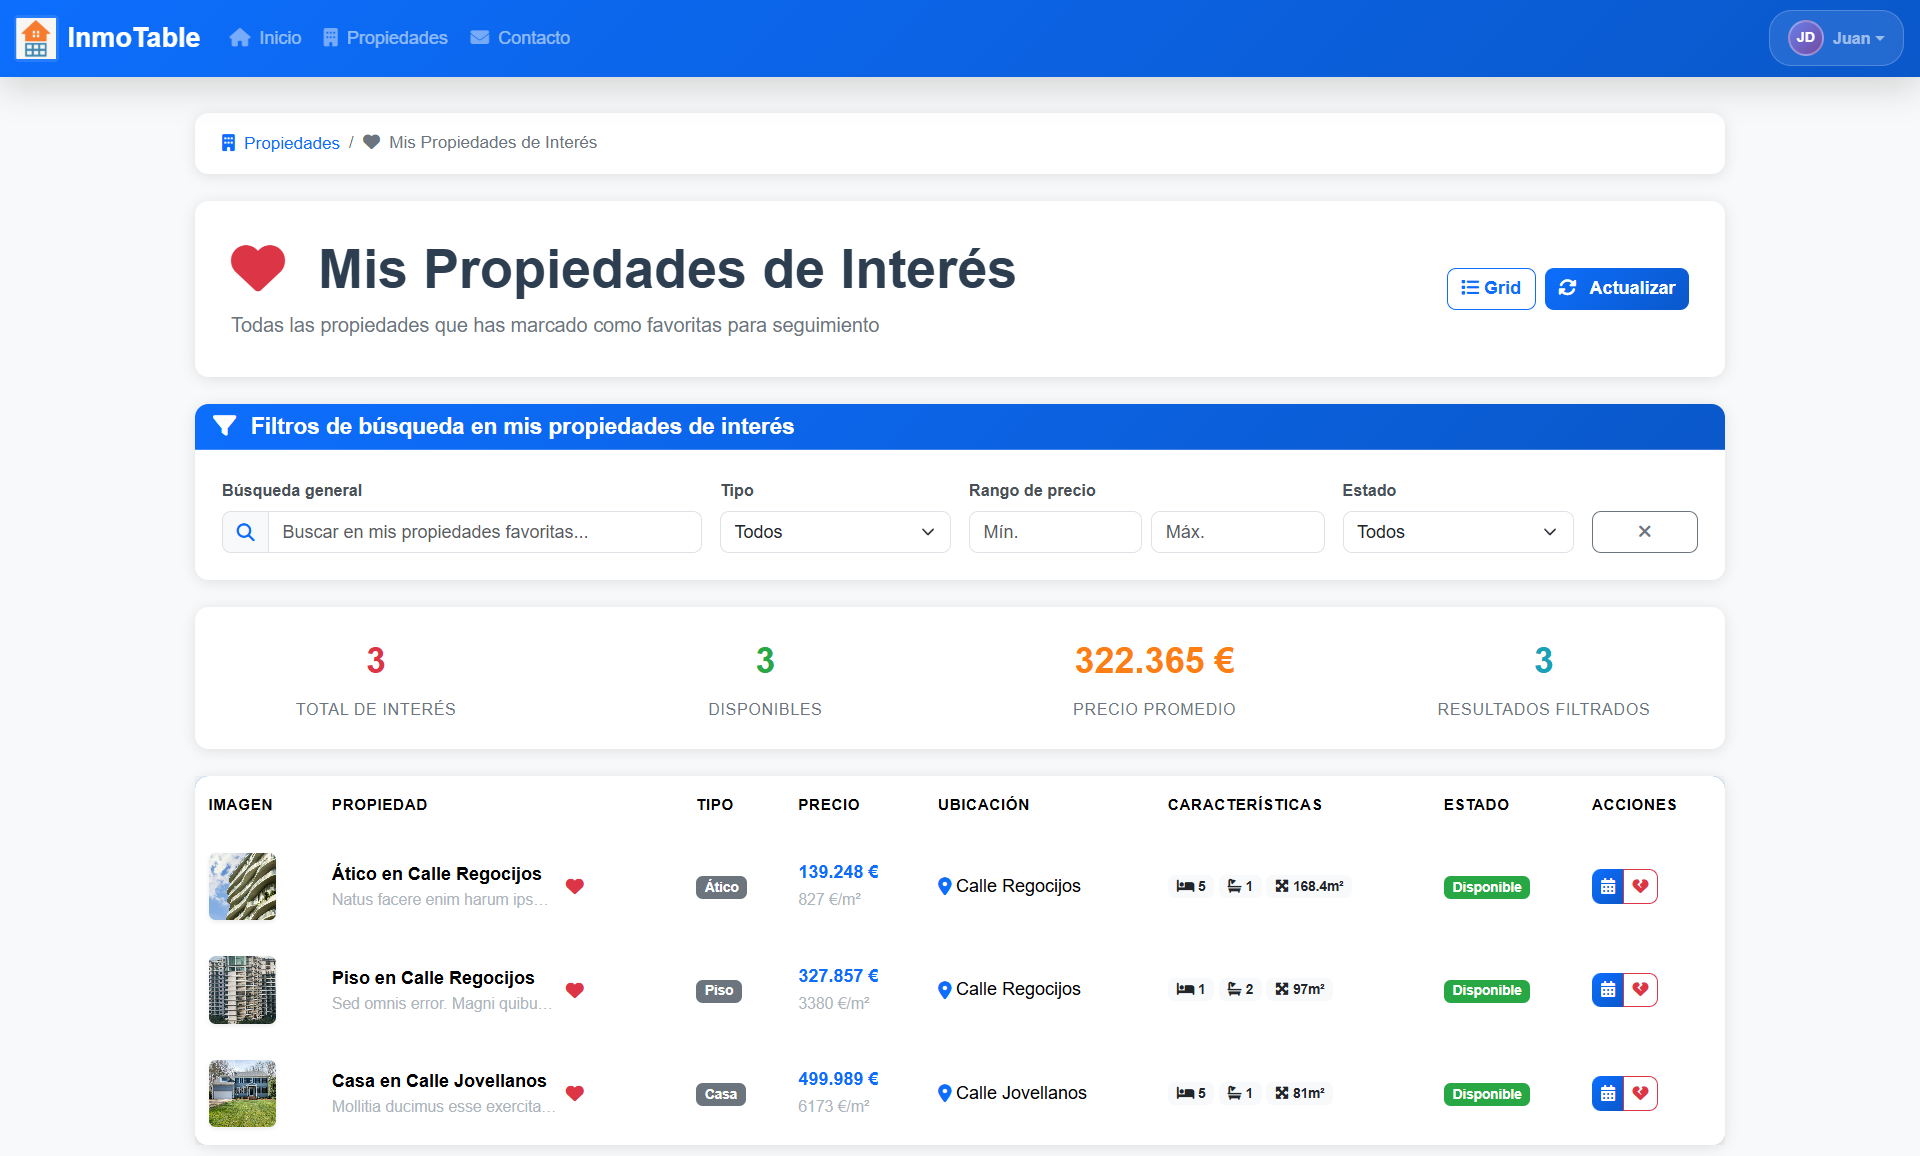 InmoTable Inicio Propiedades Contacto JD Juan
Propiedades / Mis Propiedades de Interés
Mis Propiedades de Interés
Todas las propiedades que has marcado como favoritas para seguimiento
Grid Actualizar
Filtros de búsqueda en mis propiedades de interés
Búsqueda general Tipo Rango de precio Estado
Buscar en mis propiedades favoritas... Todos Mín. Máx. Todos
3 3 322.365 € 3
TOTAL DE INTERÉS DISPONIBLES PRECIO PROMEDIO RESULTADOS FILTRADOS
IMAGEN PROPIEDAD TIPO PRECIO UBICACIÓN CARACTERÍSTICAS ESTADO ACCIONES
Ático en Calle Regocijos Ático 139.248 € Calle Regocijos 5 1 168.4m² Disponible
Natus facere enim harum ips... 827 €/m²
Piso en Calle Regocijos Piso 327.857 € Calle Regocijos 1 2 97m² Disponible
Sed omnis error. Magni quibu... 3380 €/m²
Casa en Calle Jovellanos Casa 499.989 € Calle Jovellanos 5 1 81m² Disponible
Mollitia ducimus esse exercita... 6173 €/m²